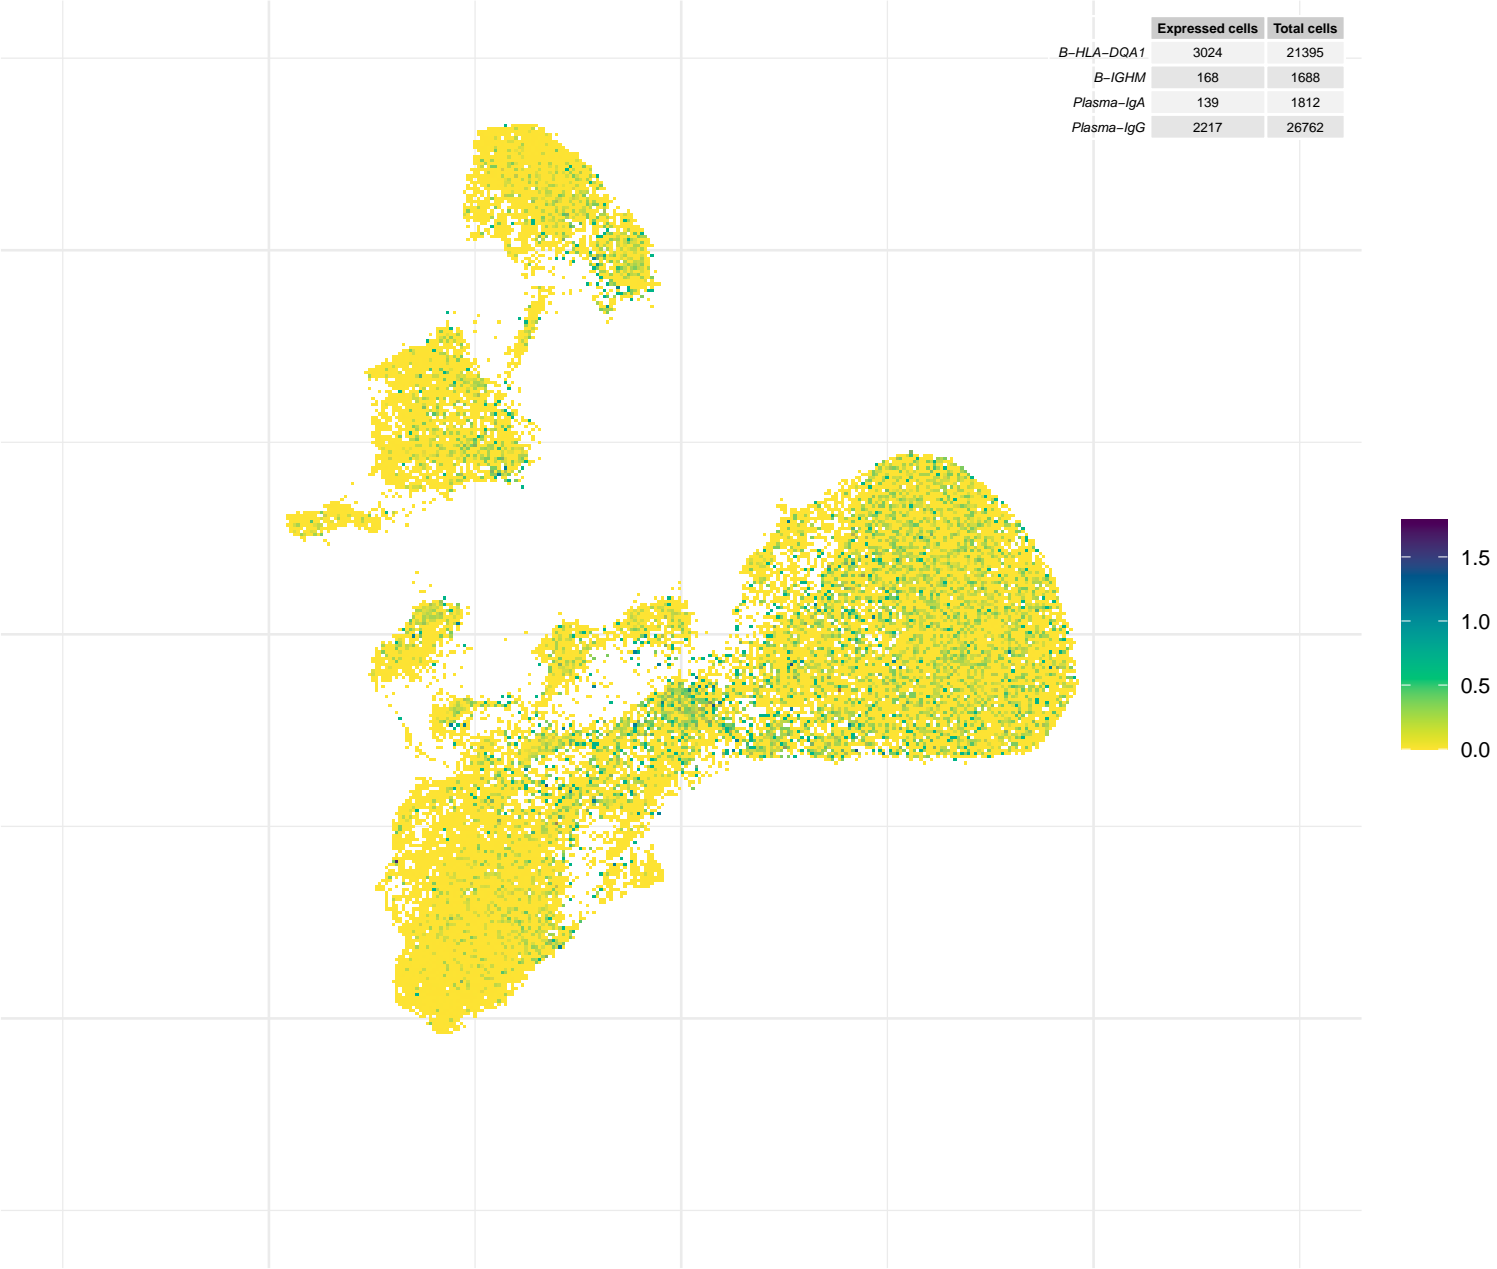 Expressed cells Total cells
B−HLA−DQA1 3024 21395
B−IGHM 168 1688
Plasma−IgA 139 1812
Plasma−IgG 2217 26762
1.5
1.0
0.5
0.0